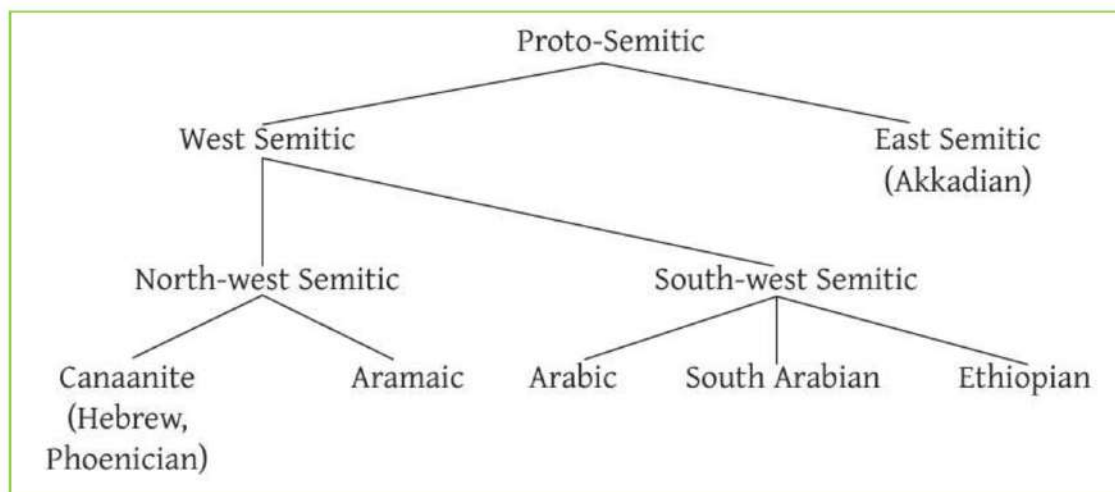 Proto-Semitic
West Semitic
East Semitic
(Akkadian)
North-west Semitic
South-west Semitic
Canaanite
(Hebrew,
Phoenician)
Aramaic
Arabic
South Arabian
Ethiopian